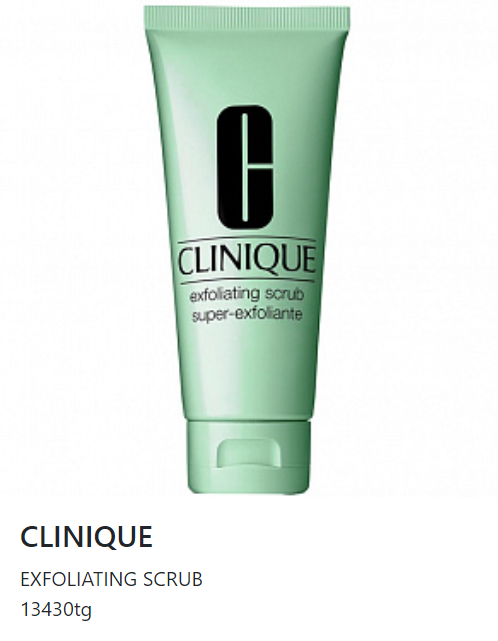 C
CLINIQUE
exfoliating scrub
super-exfoliante
CLINIQUE
EXFOLIATING SCRUB
13430tg